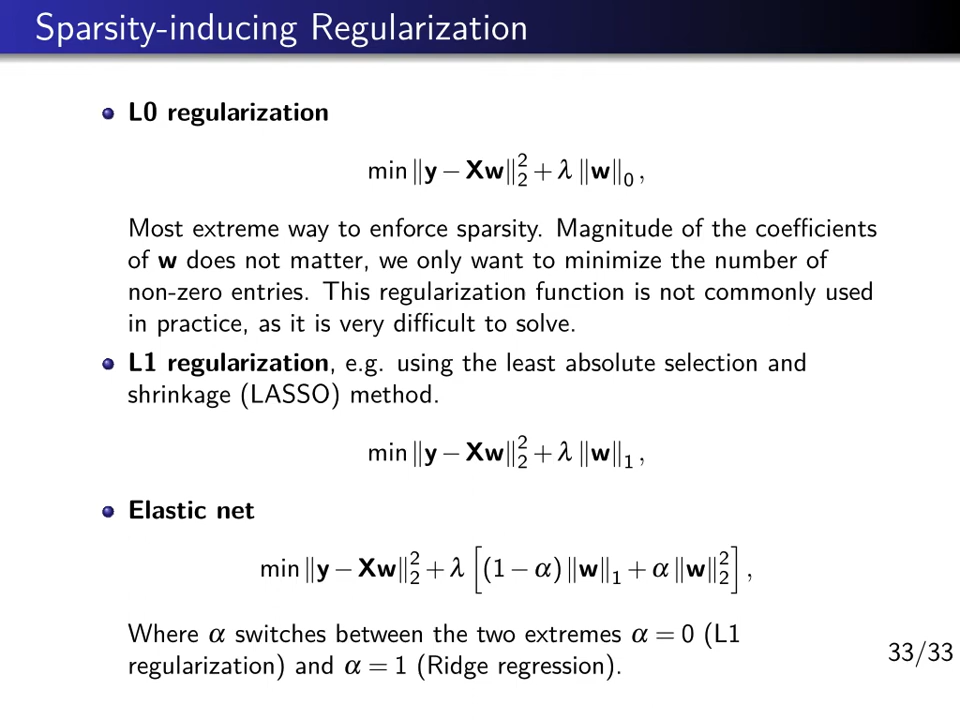 Sparsity-inducing Regularization
L0 regularization
min ‖y − Xw‖₂² + λ ‖w‖₀ ,
Most extreme way to enforce sparsity. Magnitude of the coefficients
of w does not matter, we only want to minimize the number of
non-zero entries. This regularization function is not commonly used
in practice, as it is very difficult to solve.
L1 regularization, e.g. using the least absolute selection and
shrinkage (LASSO) method.
min ‖y − Xw‖₂² + λ ‖w‖₁ ,
Elastic net
min ‖y − Xw‖₂² + λ [(1 − α) ‖w‖₁ + α ‖w‖₂²] ,
Where α switches between the two extremes α = 0 (L1
regularization) and α = 1 (Ridge regression).
33/33